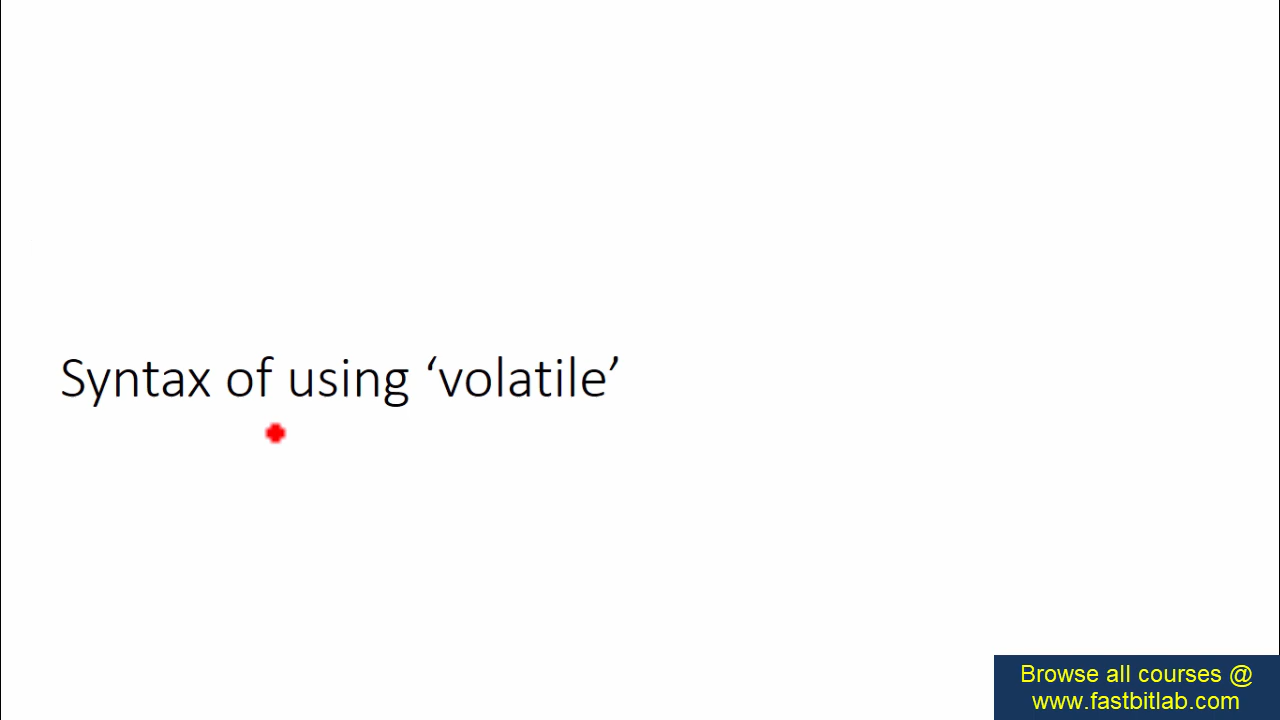 Syntax of using ‘volatile’
Browse all courses @
www.fastbitlab.com